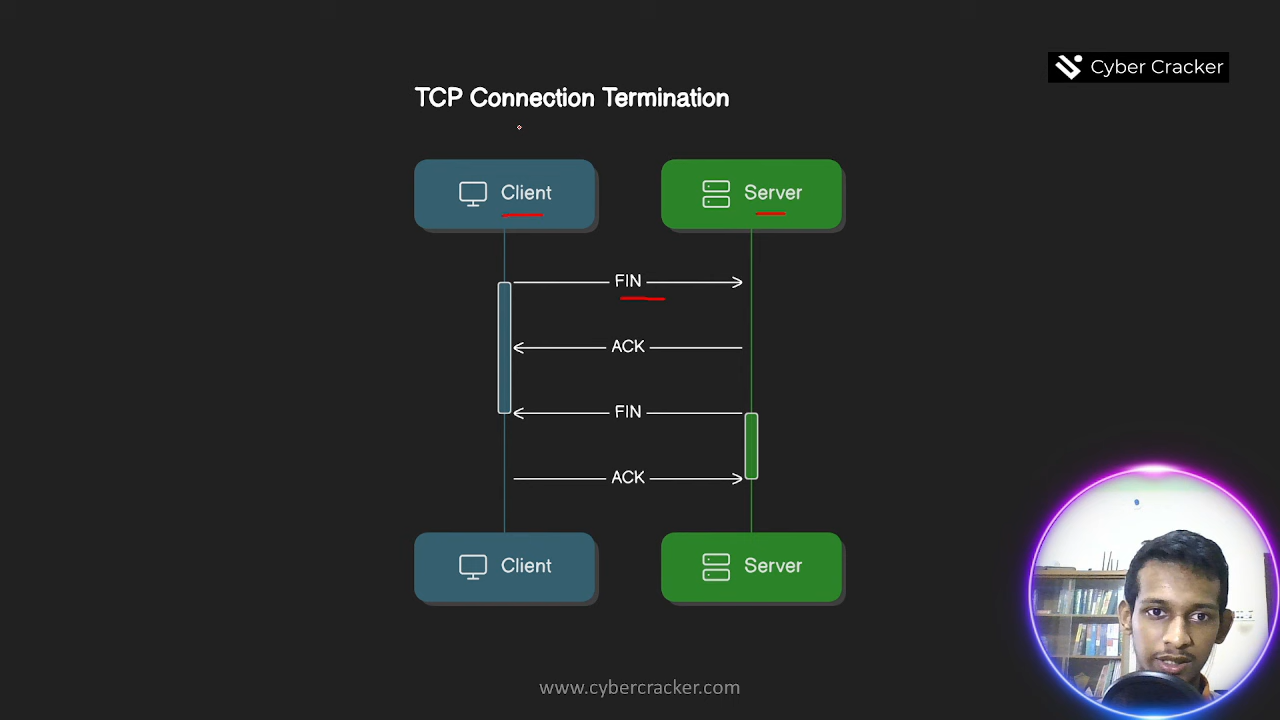 Cyber Cracker
TCP Connection Termination
Client
Server
FIN
ACK
FIN
ACK
Client
Server
www.cybercracker.com